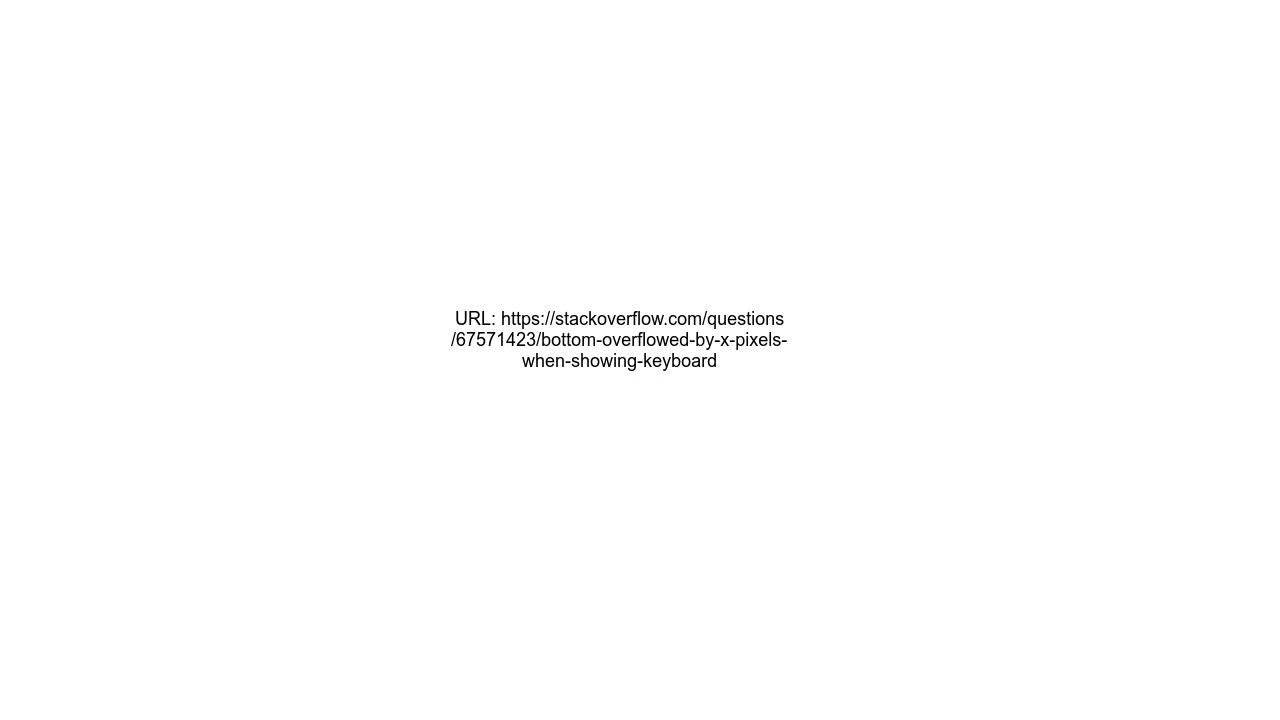 URL: https://stackoverflow.com/questions
/67571423/bottom-overflowed-by-x-pixels-
when-showing-keyboard